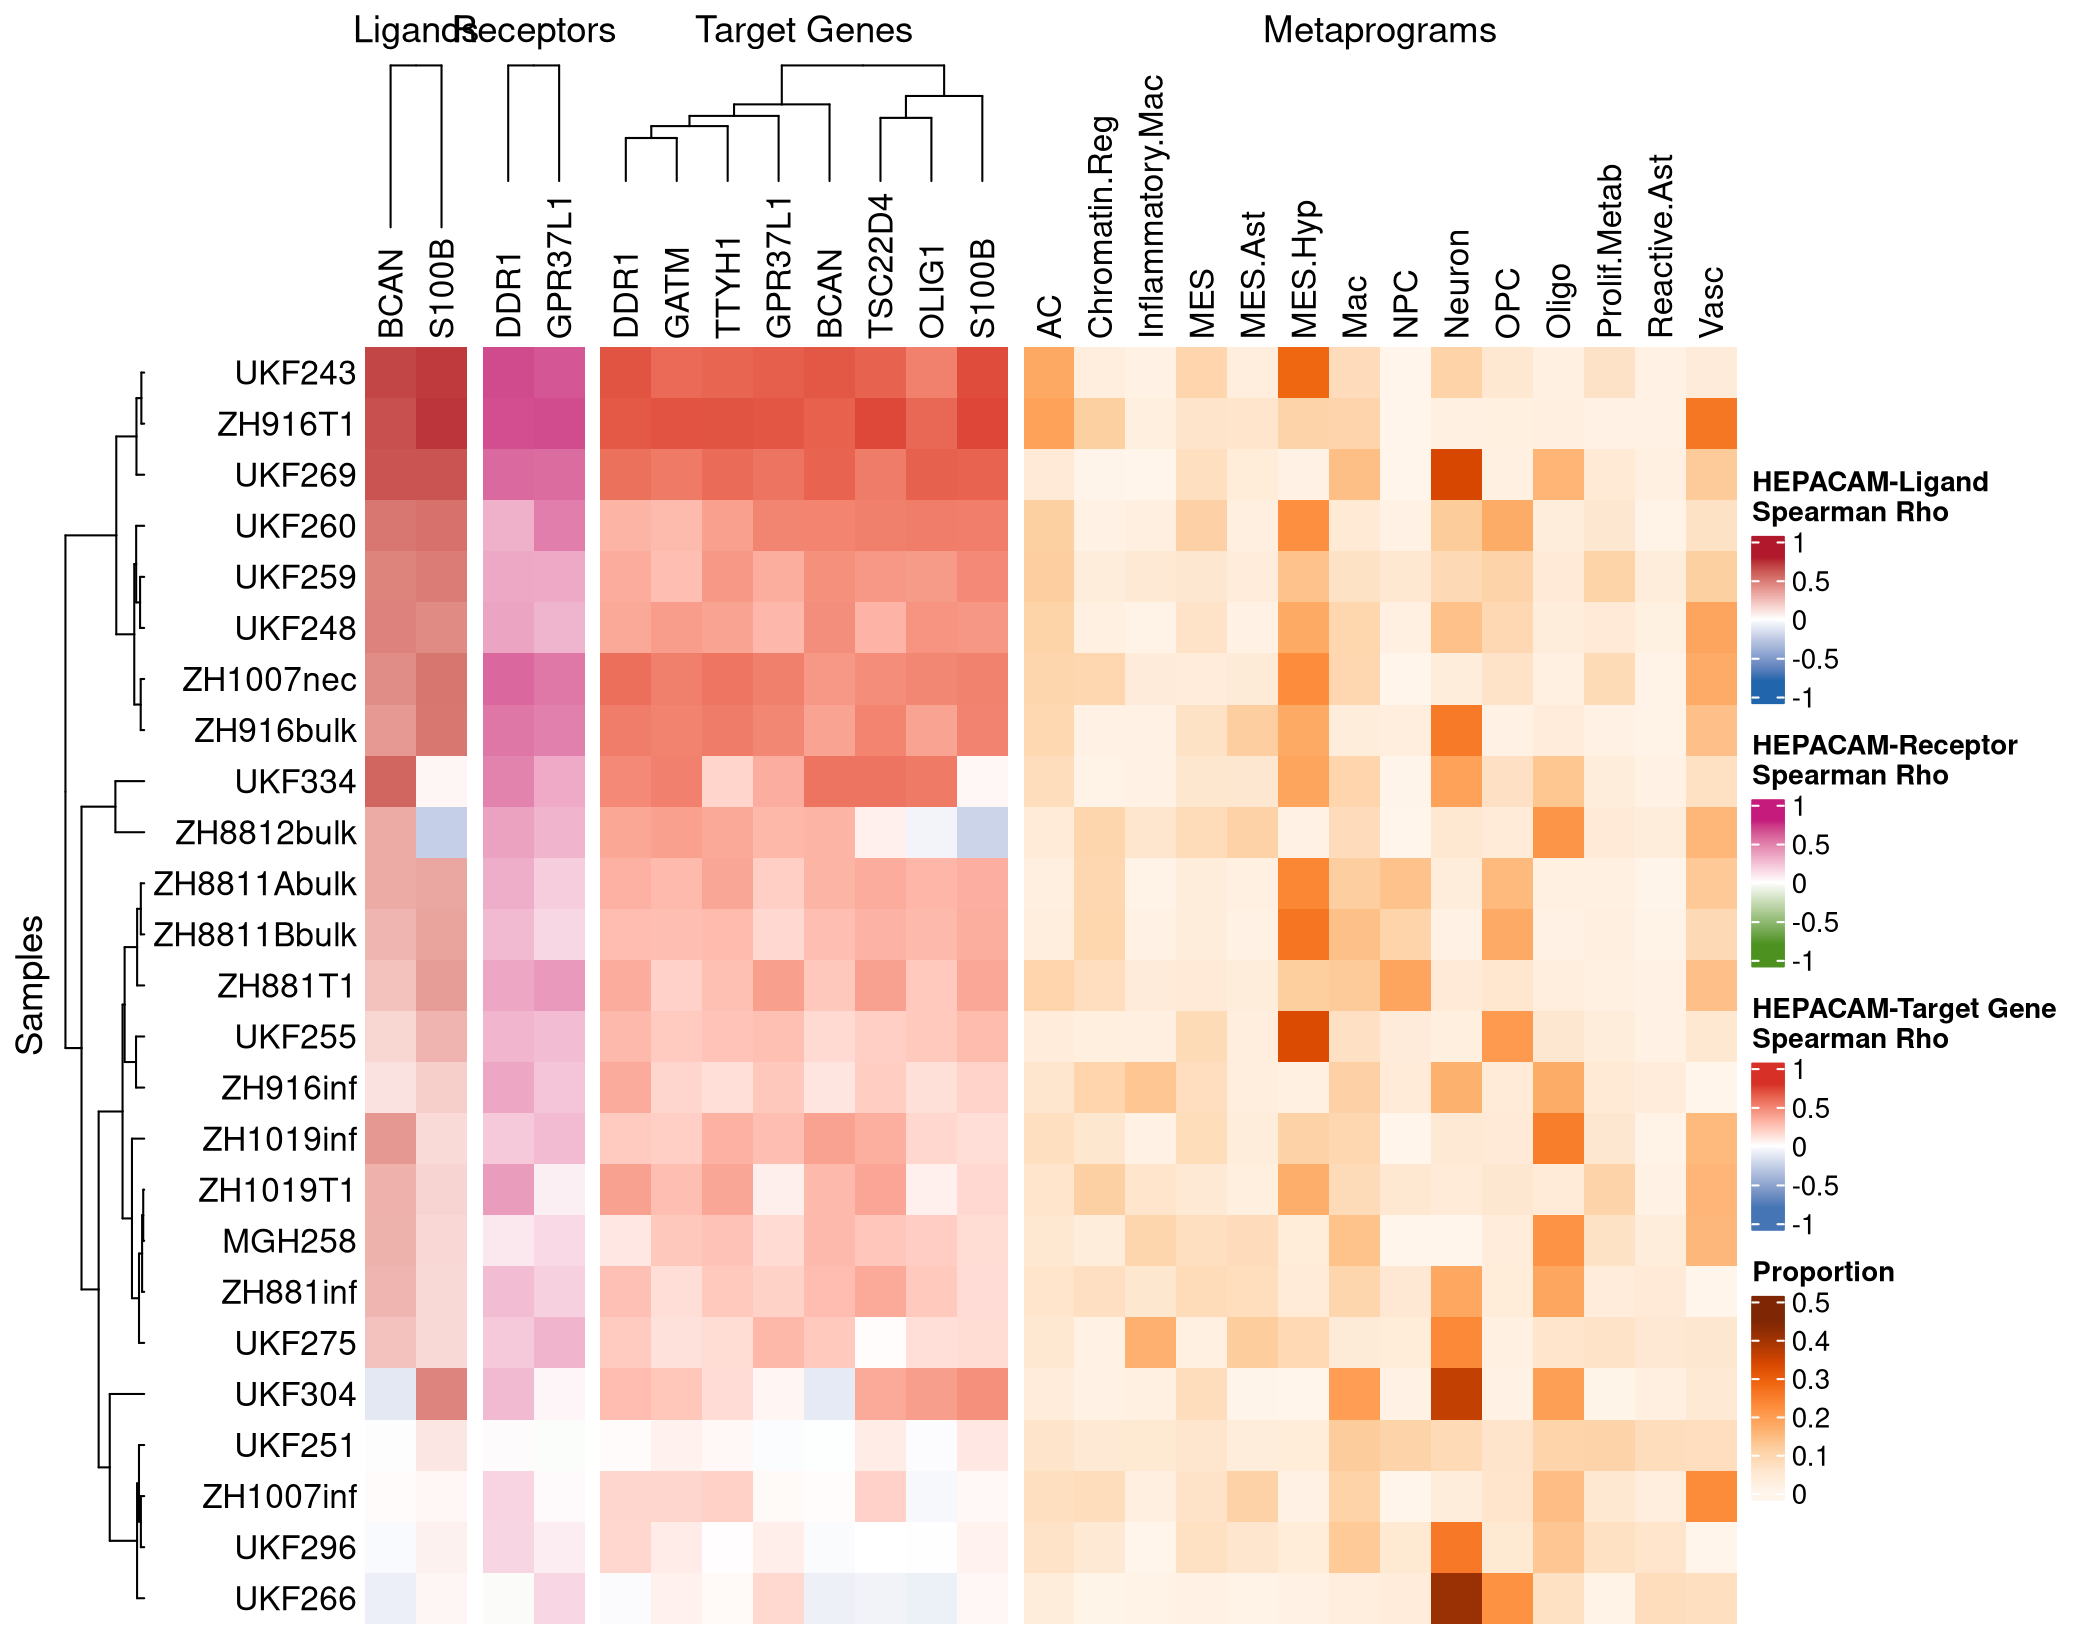 Ligands Receptors Target Genes Metaprograms
BCAN S100B DDR1 GPR37L1 DDR1 GATM TTYH1 GPR37L1 BCAN TSC22D4 OLIG1 S100B AC Chromatin.Reg Inflammatory.Mac MES MES.Ast MES.Hyp Mac NPC Neuron OPC Oligo Prolif.Metab Reactive.Ast Vasc
Samples
UKF243
ZH916T1
UKF269
UKF260
UKF259
UKF248
ZH1007nec
ZH916bulk
UKF334
ZH8812bulk
ZH8811Abulk
ZH8811Bbulk
ZH881T1
UKF255
ZH916inf
ZH1019inf
ZH1019T1
MGH258
ZH881inf
UKF275
UKF304
UKF251
ZH1007inf
UKF296
UKF266
HEPACAM-Ligand
Spearman Rho
1
0.5
0
-0.5
-1
HEPACAM-Receptor
Spearman Rho
1
0.5
0
-0.5
-1
HEPACAM-Target Gene
Spearman Rho
1
0.5
0
-0.5
-1
Proportion
0.5
0.4
0.3
0.2
0.1
0